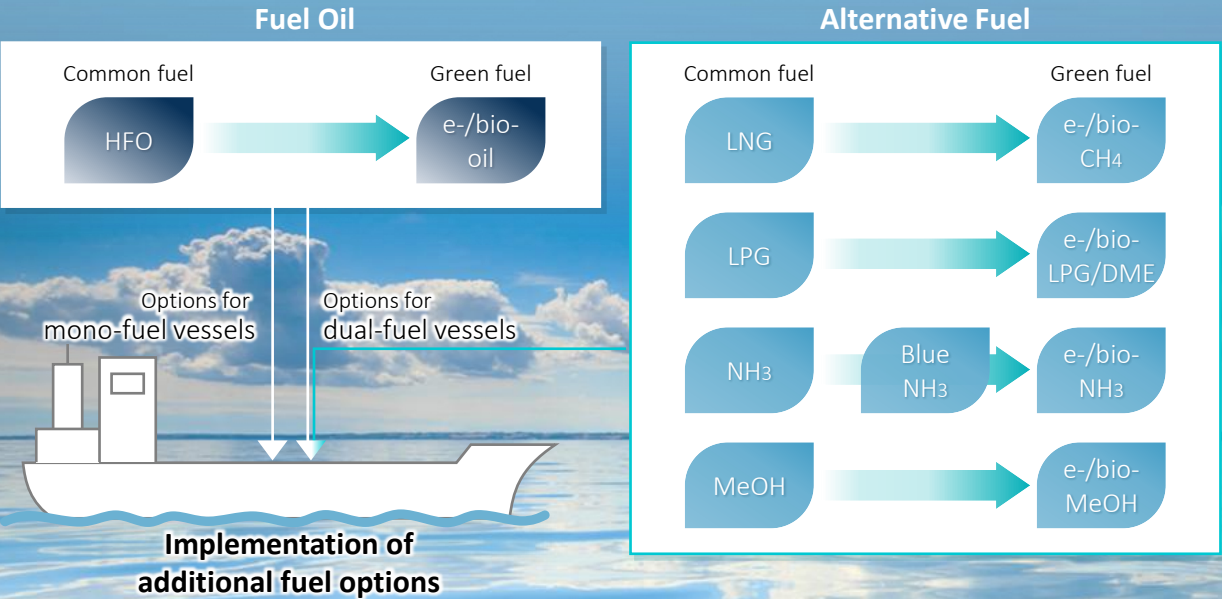 Fuel Oil
Common fuel
Green fuel
HFO
e-/bio-
oil
Options for
mono-fuel vessels
Options for
dual-fuel vessels
Implementation of
additional fuel options
Alternative Fuel
Common fuel
Green fuel
LNG
e-/bio-
CH4
LPG
e-/bio-
LPG/DME
NH3
Blue
NH3
e-/bio-
NH3
MeOH
e-/bio-
MeOH